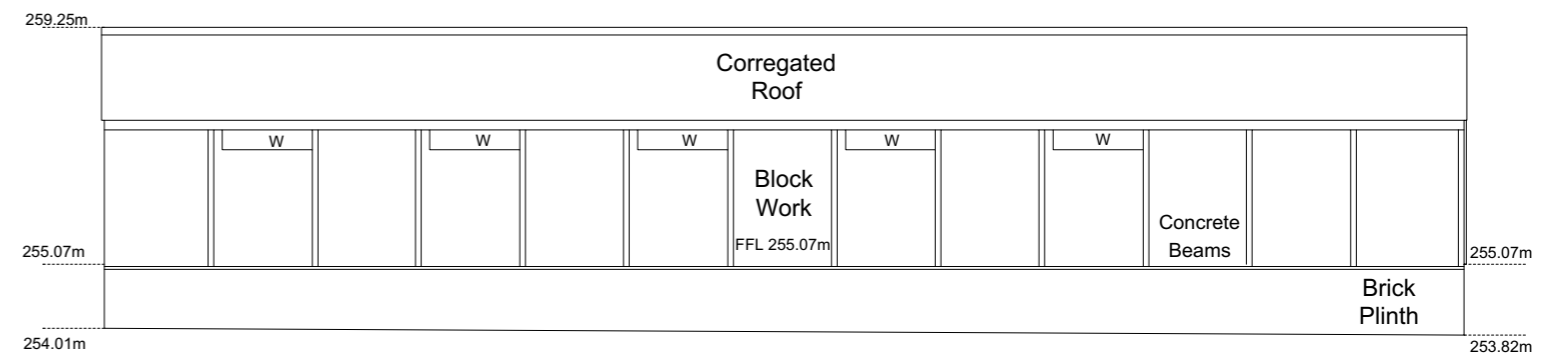 259.25m
Corregated
Roof
W
W
W
W
W
Block
Work
FFL 255.07m
Concrete
Beams
255.07m
255.07m
Brick
Plinth
254.01m
253.82m